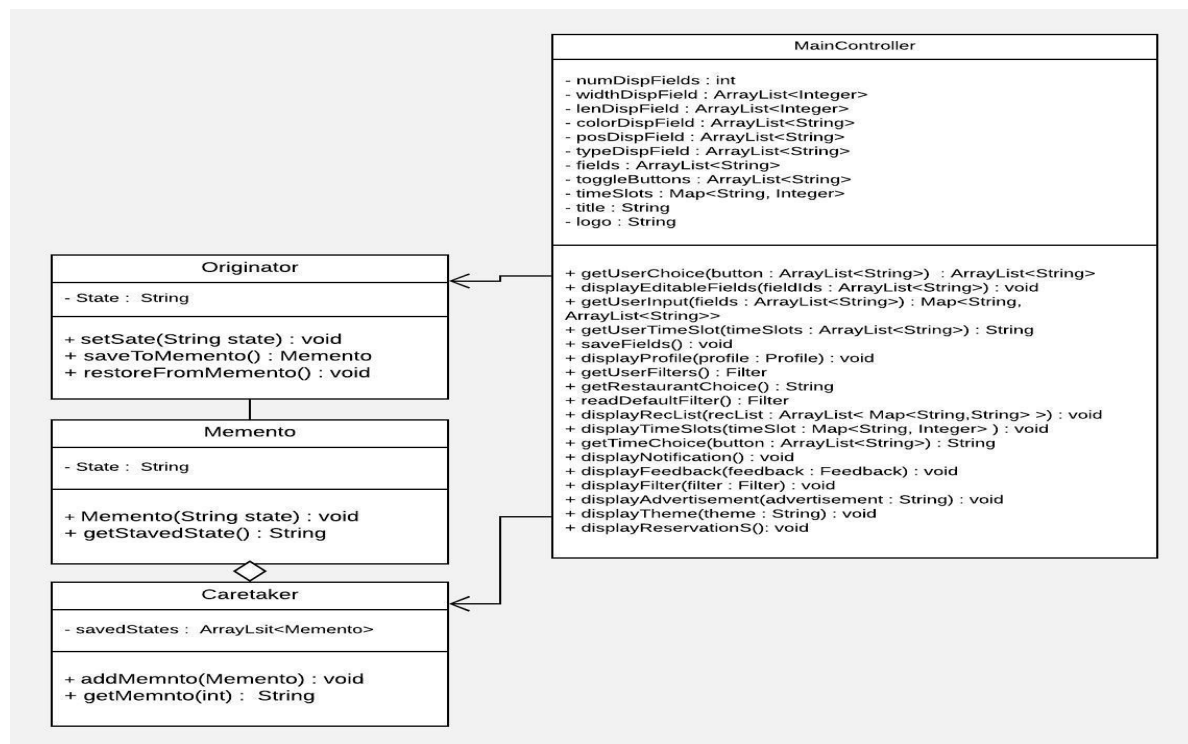 MainController
- numDispFields : int
- widthDispField : ArrayList<Integer>
- lenDispField : ArrayList<Integer>
- colorDispField : ArrayList<String>
- posDispField : ArrayList<String>
- typeDispField : ArrayList<String>
- fields : ArrayList<String>
- toggleButtons : ArrayList<String>
- timeSlots : Map<String, Integer>
- title : String
- logo : String
+ getUserChoice(button : ArrayList<String>)  : ArrayList<String>
+ displayEditableFields(fieldIds : ArrayList<String>) : void
+ getUserInput(fields : ArrayList<String>) : Map<String,
ArrayList<String>>
+ getUserTimeSlot(timeSlots : ArrayList<String>) : String
+ saveFields() : void
+ displayProfile(profile : Profile) : void
+ getUserFilters() : Filter
+ getRestaurantChoice() : String
+ readDefaultFilter() : Filter
+ displayRecList(recList : ArrayList< Map<String,String> >) : void
+ displayTimeSlots(timeSlot : Map<String, Integer> ) : void
+ getTimeChoice(button : ArrayList<String>) : String
+ displayNotification() : void
+ displayFeedback(feedback : Feedback) : void
+ displayFilter(filter : Filter) : void
+ displayAdvertisement(advertisement : String) : void
+ displayTheme(theme : String) : void
+ displayReservationS(): void
Originator
- State :  String
+ setSate(String state) : void
+ saveToMemento() : Memento
+ restoreFromMemento() : void
Memento
- State :  String
+ Memento(String state) : void
+ getStavedState() : String
Caretaker
- savedStates :  ArrayLsit<Memento>
+ addMemnto(Memento) : void
+ getMemnto(int) :  String